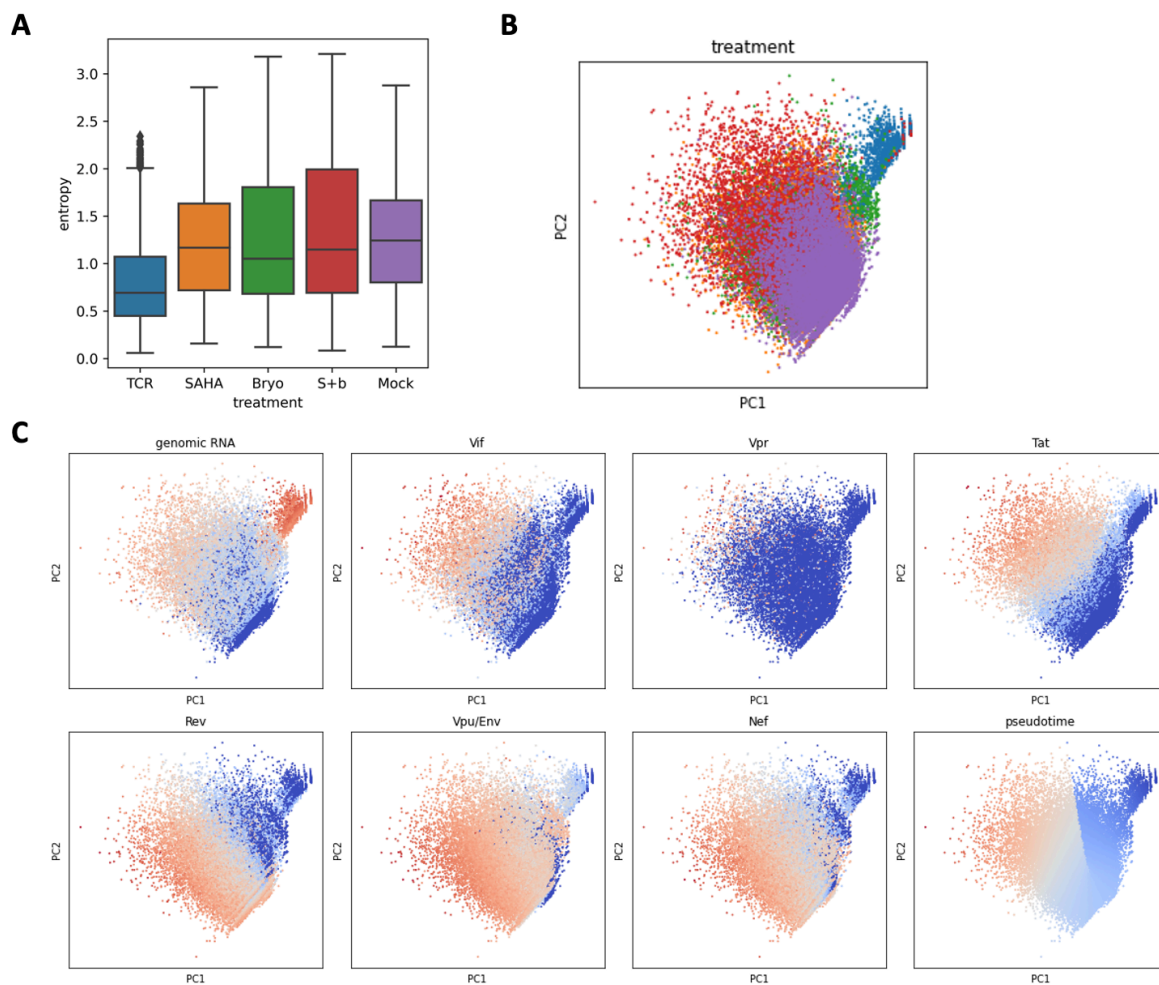 A
entropy
3.0
2.5
2.0
1.5
1.0
0.5
0.0
TCR SAHA Bryo S+b Mock
treatment
B
treatment
PC2
PC1
C
genomic RNA
PC2
PC1
Vif
PC2
PC1
Vpr
PC2
PC1
Tat
PC2
PC1
Rev
PC2
PC1
Vpu/Env
PC2
PC1
Nef
PC2
PC1
pseudotime
PC2
PC1